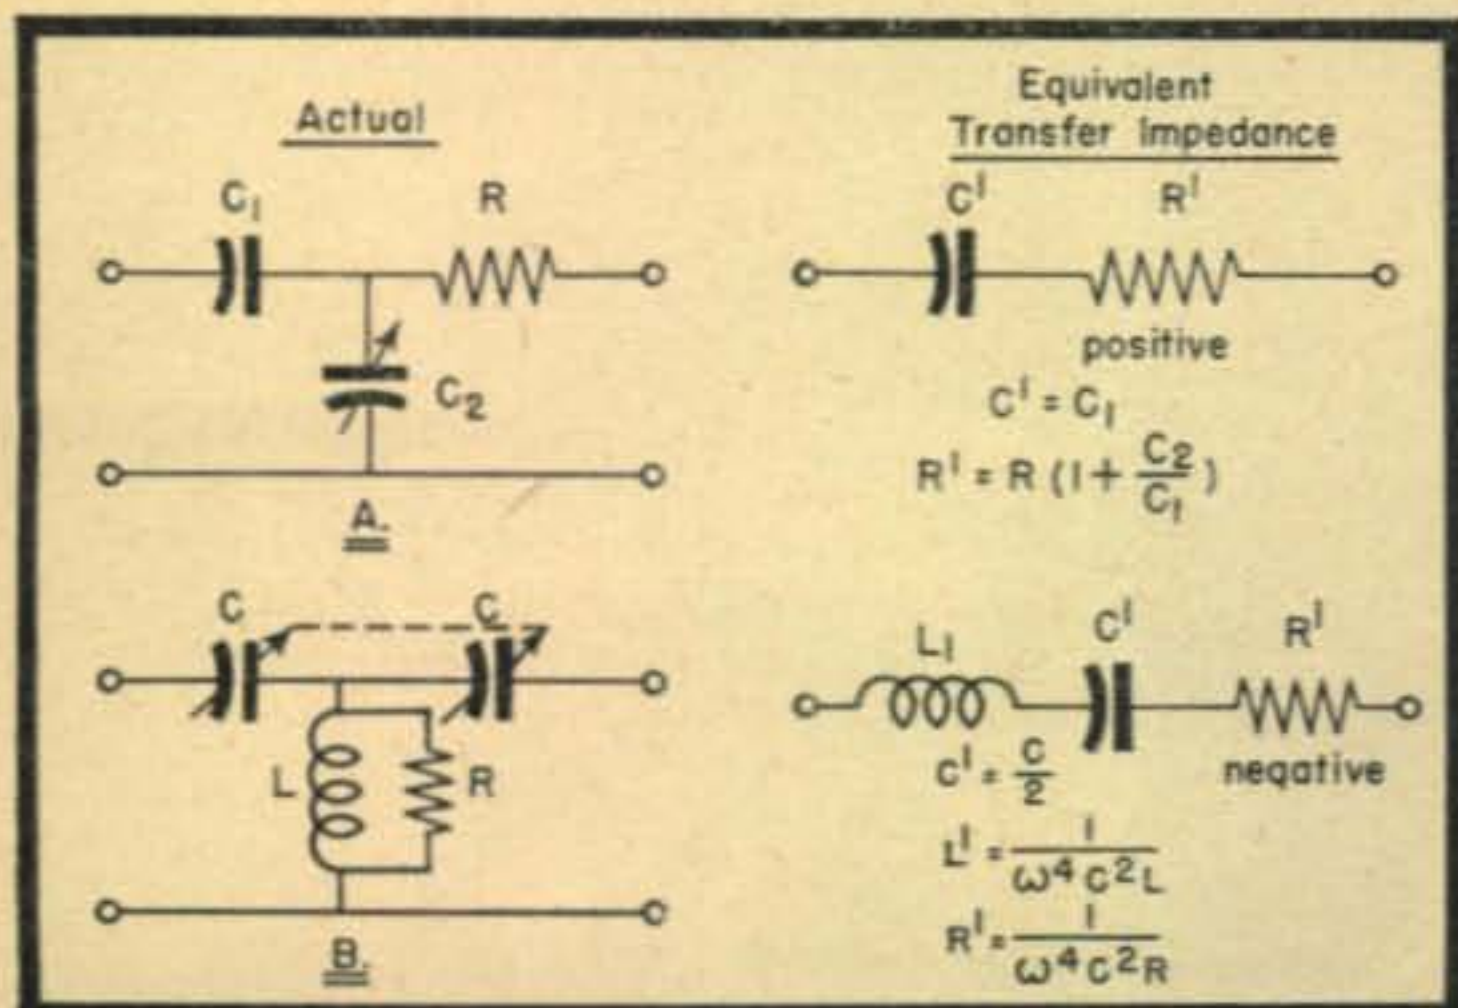 Actual
Equivalent
Transfer impedance
C₁ R
C₂
A.
C' R'
positive
C' = C₁
R' = R (1 + C₂/C₁)
C C
L R
B.
L₁ C' R'
negative
C' = C/2
L' = 1/ω⁴C²L
R' = 1/ω⁴C²R